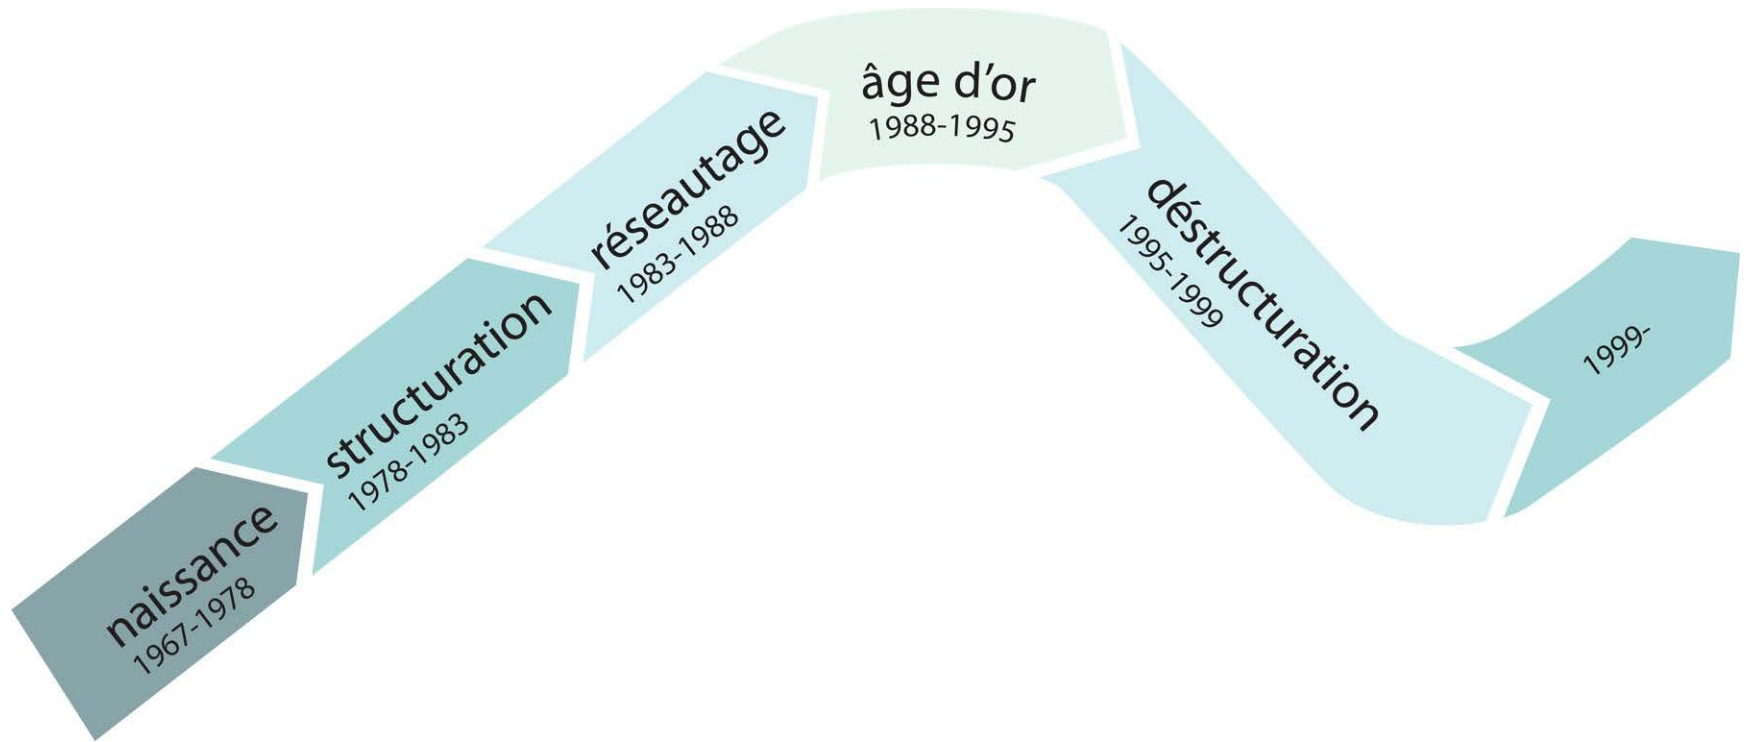 naissance
1967-1978
structuration
1978-1983
réseautage
1983-1988
âge d’or
1988-1995
déstructuration
1995-1999
1999-